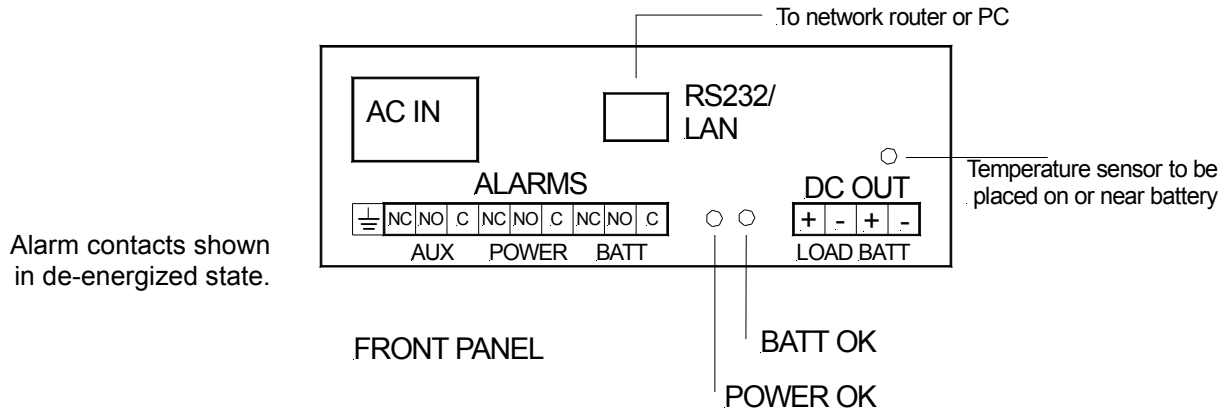 To network router or PC
AC IN
RS232/
LAN
Temperature sensor to be
placed on or near battery
ALARMS
DC OUT
NC NO C NC NO C NC NO C
+ - + -
AUX POWER BATT
LOAD BATT
Alarm contacts shown
in de-energized state.
FRONT PANEL
BATT OK
POWER OK